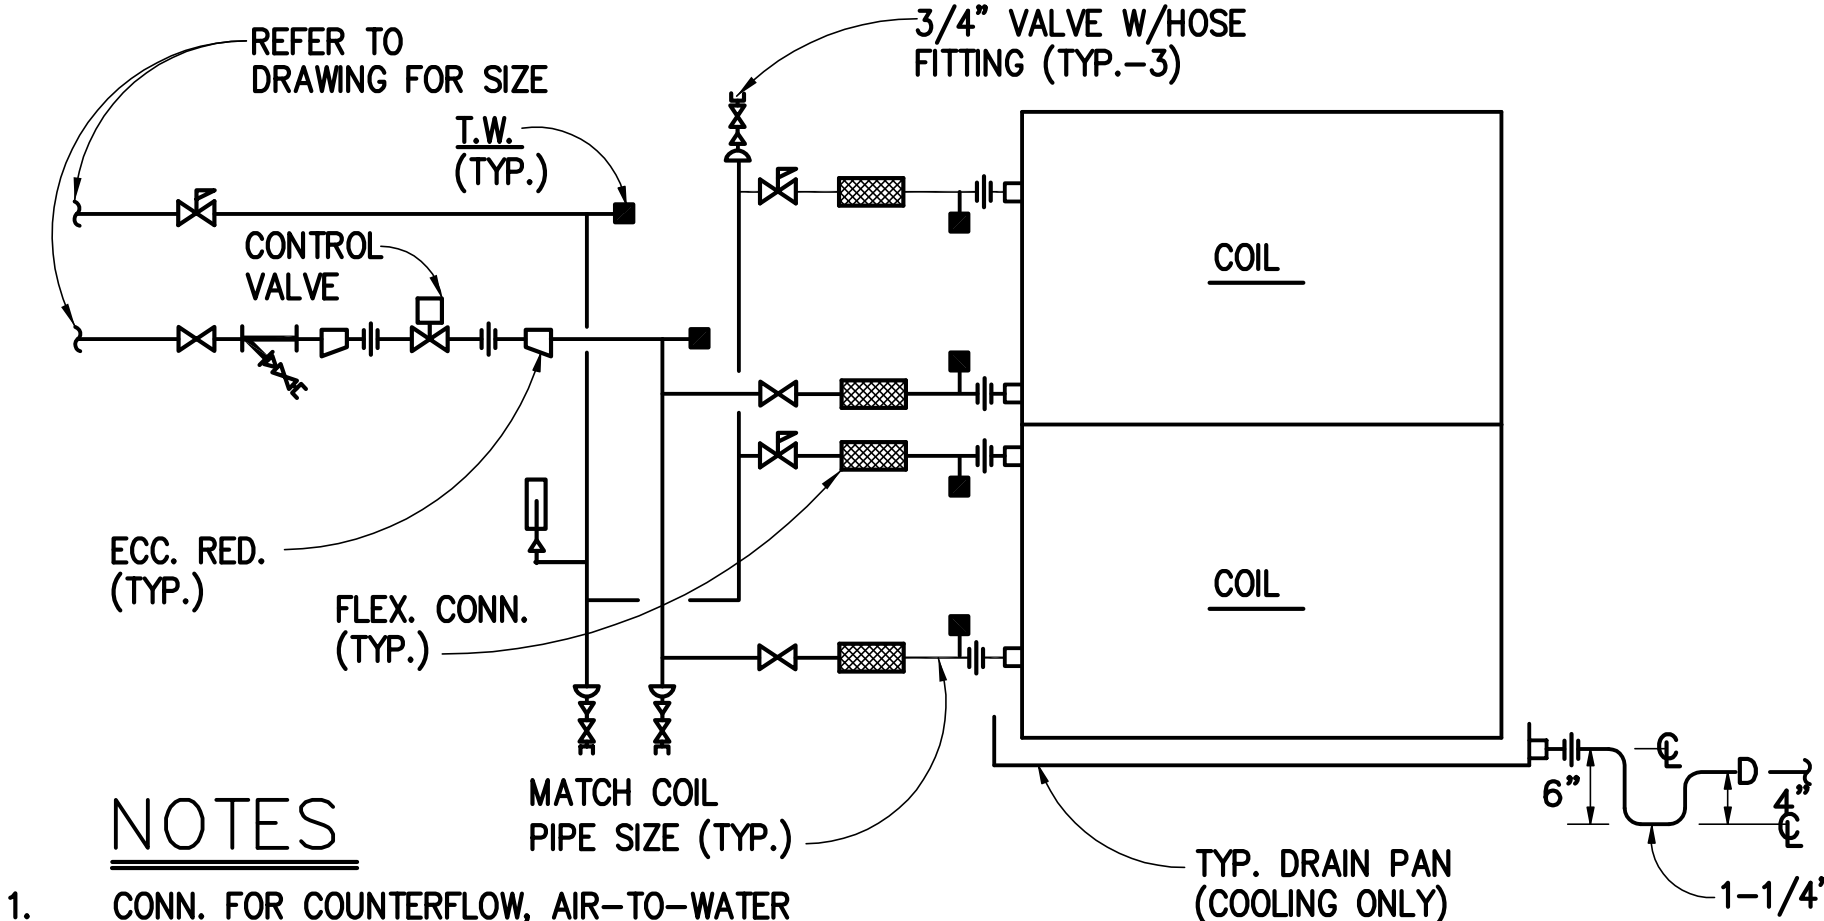 REFER TO
DRAWING FOR SIZE
3/4" VALVE W/HOSE
FITTING (TYP.-3)
T.W.
(TYP.)
CONTROL
VALVE
COIL
ECC. RED.
(TYP.)
FLEX. CONN.
(TYP.)
COIL
MATCH COIL
PIPE SIZE (TYP.)
℄
6"
D
4"
℄
TYP. DRAIN PAN
(COOLING ONLY)
1-1/4"
NOTES
1. CONN. FOR COUNTERFLOW, AIR-TO-WATER